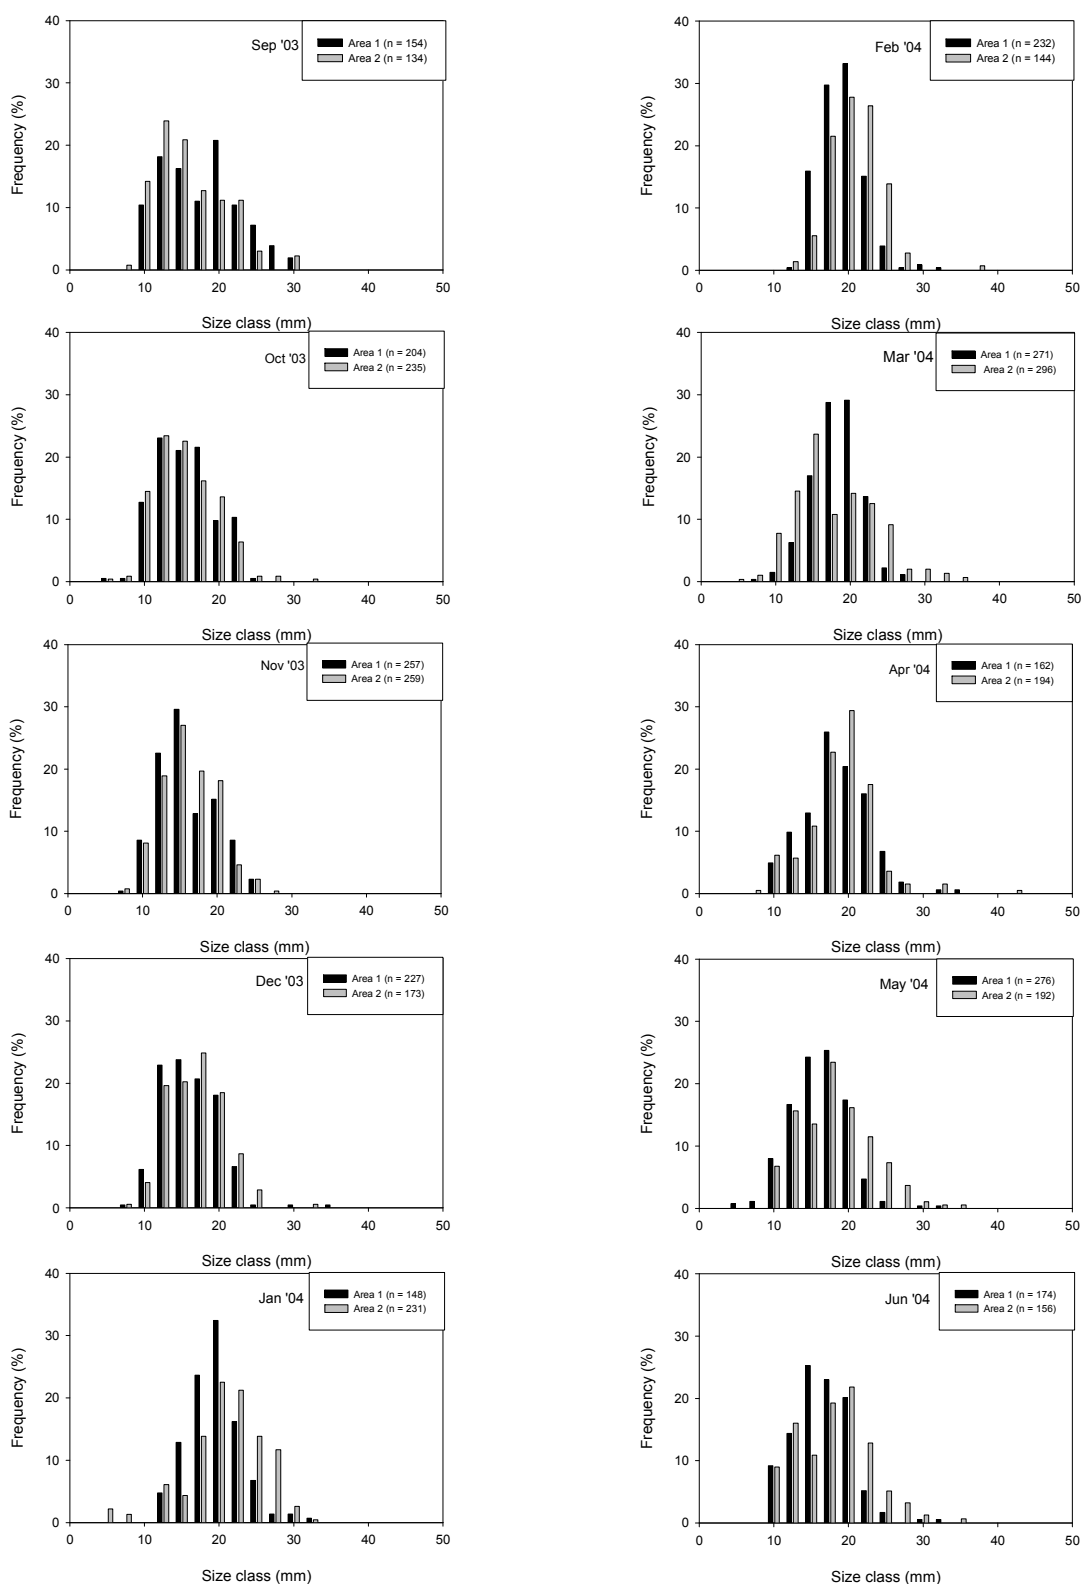 40
30
20
10
0
Frequency (%)
Sep '03
Area 1 (n = 154)
Area 2 (n = 134)
0 10 20 30 40 50
Size class (mm)
40
30
20
10
0
Frequency (%)
Oct '03
Area 1 (n = 204)
Area 2 (n = 235)
0 10 20 30 40 50
Size class (mm)
40
30
20
10
0
Frequency (%)
Nov '03
Area 1 (n = 257)
Area 2 (n = 259)
0 10 20 30 40 50
Size class (mm)
40
30
20
10
0
Frequency (%)
Dec '03
Area 1 (n = 227)
Area 2 (n = 173)
0 10 20 30 40 50
Size class (mm)
40
30
20
10
0
Frequency (%)
Jan '04
Area 1 (n = 148)
Area 2 (n = 231)
0 10 20 30 40 50
Size class (mm)
40
30
20
10
0
Frequency (%)
Feb '04
Area 1 (n = 232)
Area 2 (n = 144)
0 10 20 30 40 50
Size class (mm)
40
30
20
10
0
Frequency (%)
Mar '04
Area 1 (n = 271)
Area 2 (n = 296)
0 10 20 30 40 50
Size class (mm)
40
30
20
10
0
Frequency (%)
Apr '04
Area 1 (n = 162)
Area 2 (n = 194)
0 10 20 30 40 50
Size class (mm)
40
30
20
10
0
Frequency (%)
May '04
Area 1 (n = 276)
Area 2 (n = 192)
0 10 20 30 40 50
Size class (mm)
40
30
20
10
0
Frequency (%)
Jun '04
Area 1 (n = 174)
Area 2 (n = 156)
0 10 20 30 40 50
Size class (mm)